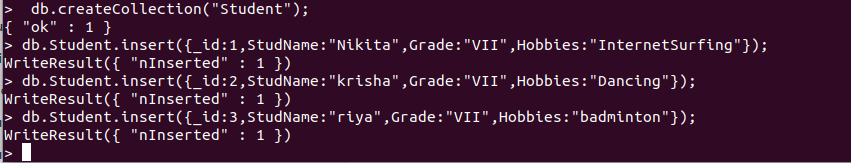 >  db.createCollection("Student");
{ "ok" : 1 }
> db.Student.insert({_id:1,StudName:"Nikita",Grade:"VII",Hobbies:"InternetSurfing"});
WriteResult({ "nInserted" : 1 })
> db.Student.insert({_id:2,StudName:"krisha",Grade:"VII",Hobbies:"Dancing"});
WriteResult({ "nInserted" : 1 })
> db.Student.insert({_id:3,StudName:"riya",Grade:"VII",Hobbies:"badminton"});
WriteResult({ "nInserted" : 1 })
>